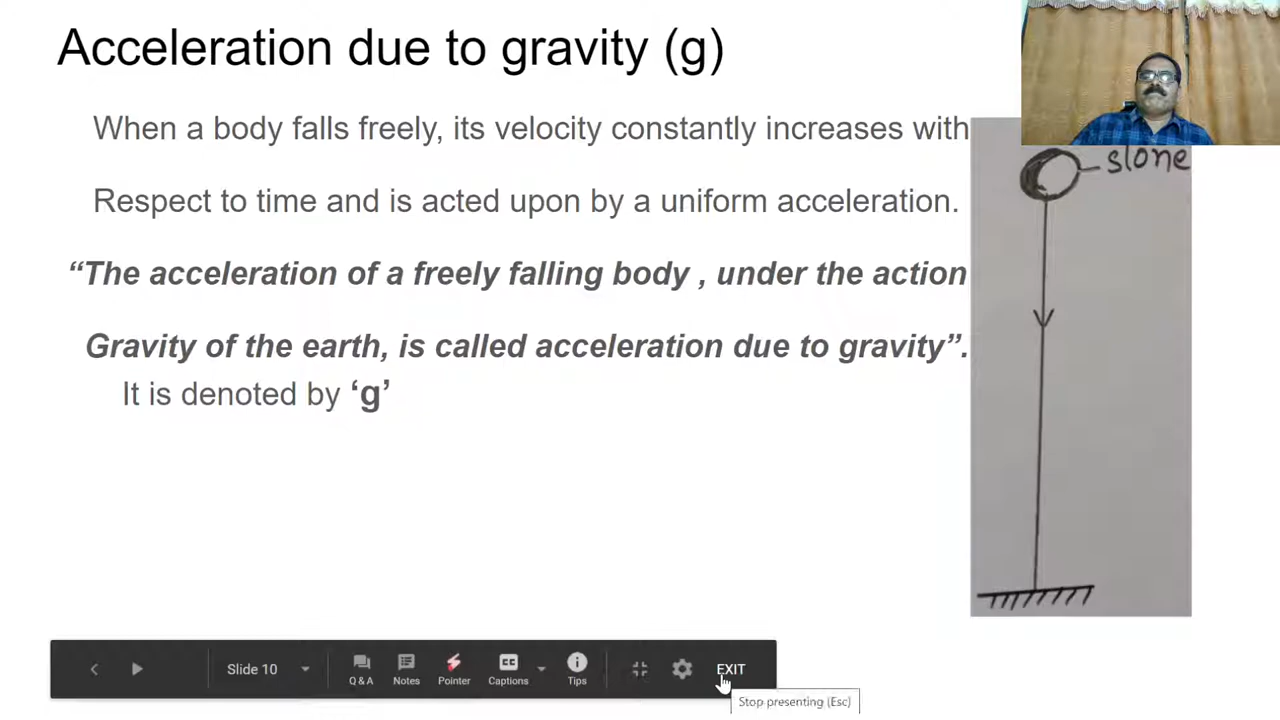 Acceleration due to gravity (g)
When a body falls freely, its velocity constantly increases with
Respect to time and is acted upon by a uniform acceleration.
“The acceleration of a freely falling body , under the action
Gravity of the earth, is called acceleration due to gravity”.
It is denoted by ‘g’
stone
Slide 10
Q & A
Notes
Pointer
CC
Captions
Tips
EXIT
Stop presenting (Esc)